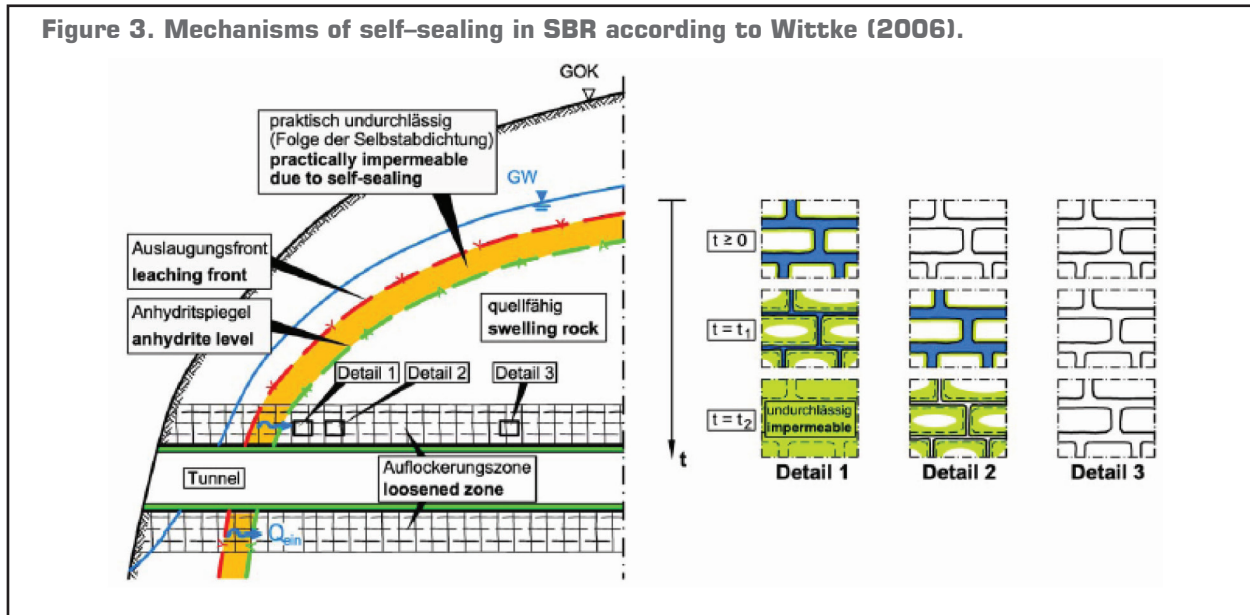 Figure 3. Mechanisms of self–sealing in SBR according to Wittke (2006).
GOK
praktisch undurchlässig
(Folge der Selbstabdichtung)
practically impermeable
due to self-sealing
GW
Auslaugungsfront
leaching front
Anhydritspiegel
anhydrite level
quellfähig
swelling rock
Detail 1
Detail 2
Detail 3
Tunnel
Auflockerungszone
loosened zone
Qein
t ≥ 0
t = t1
t = t2
undurchlässig
impermeable
t
Detail 1
Detail 2
Detail 3